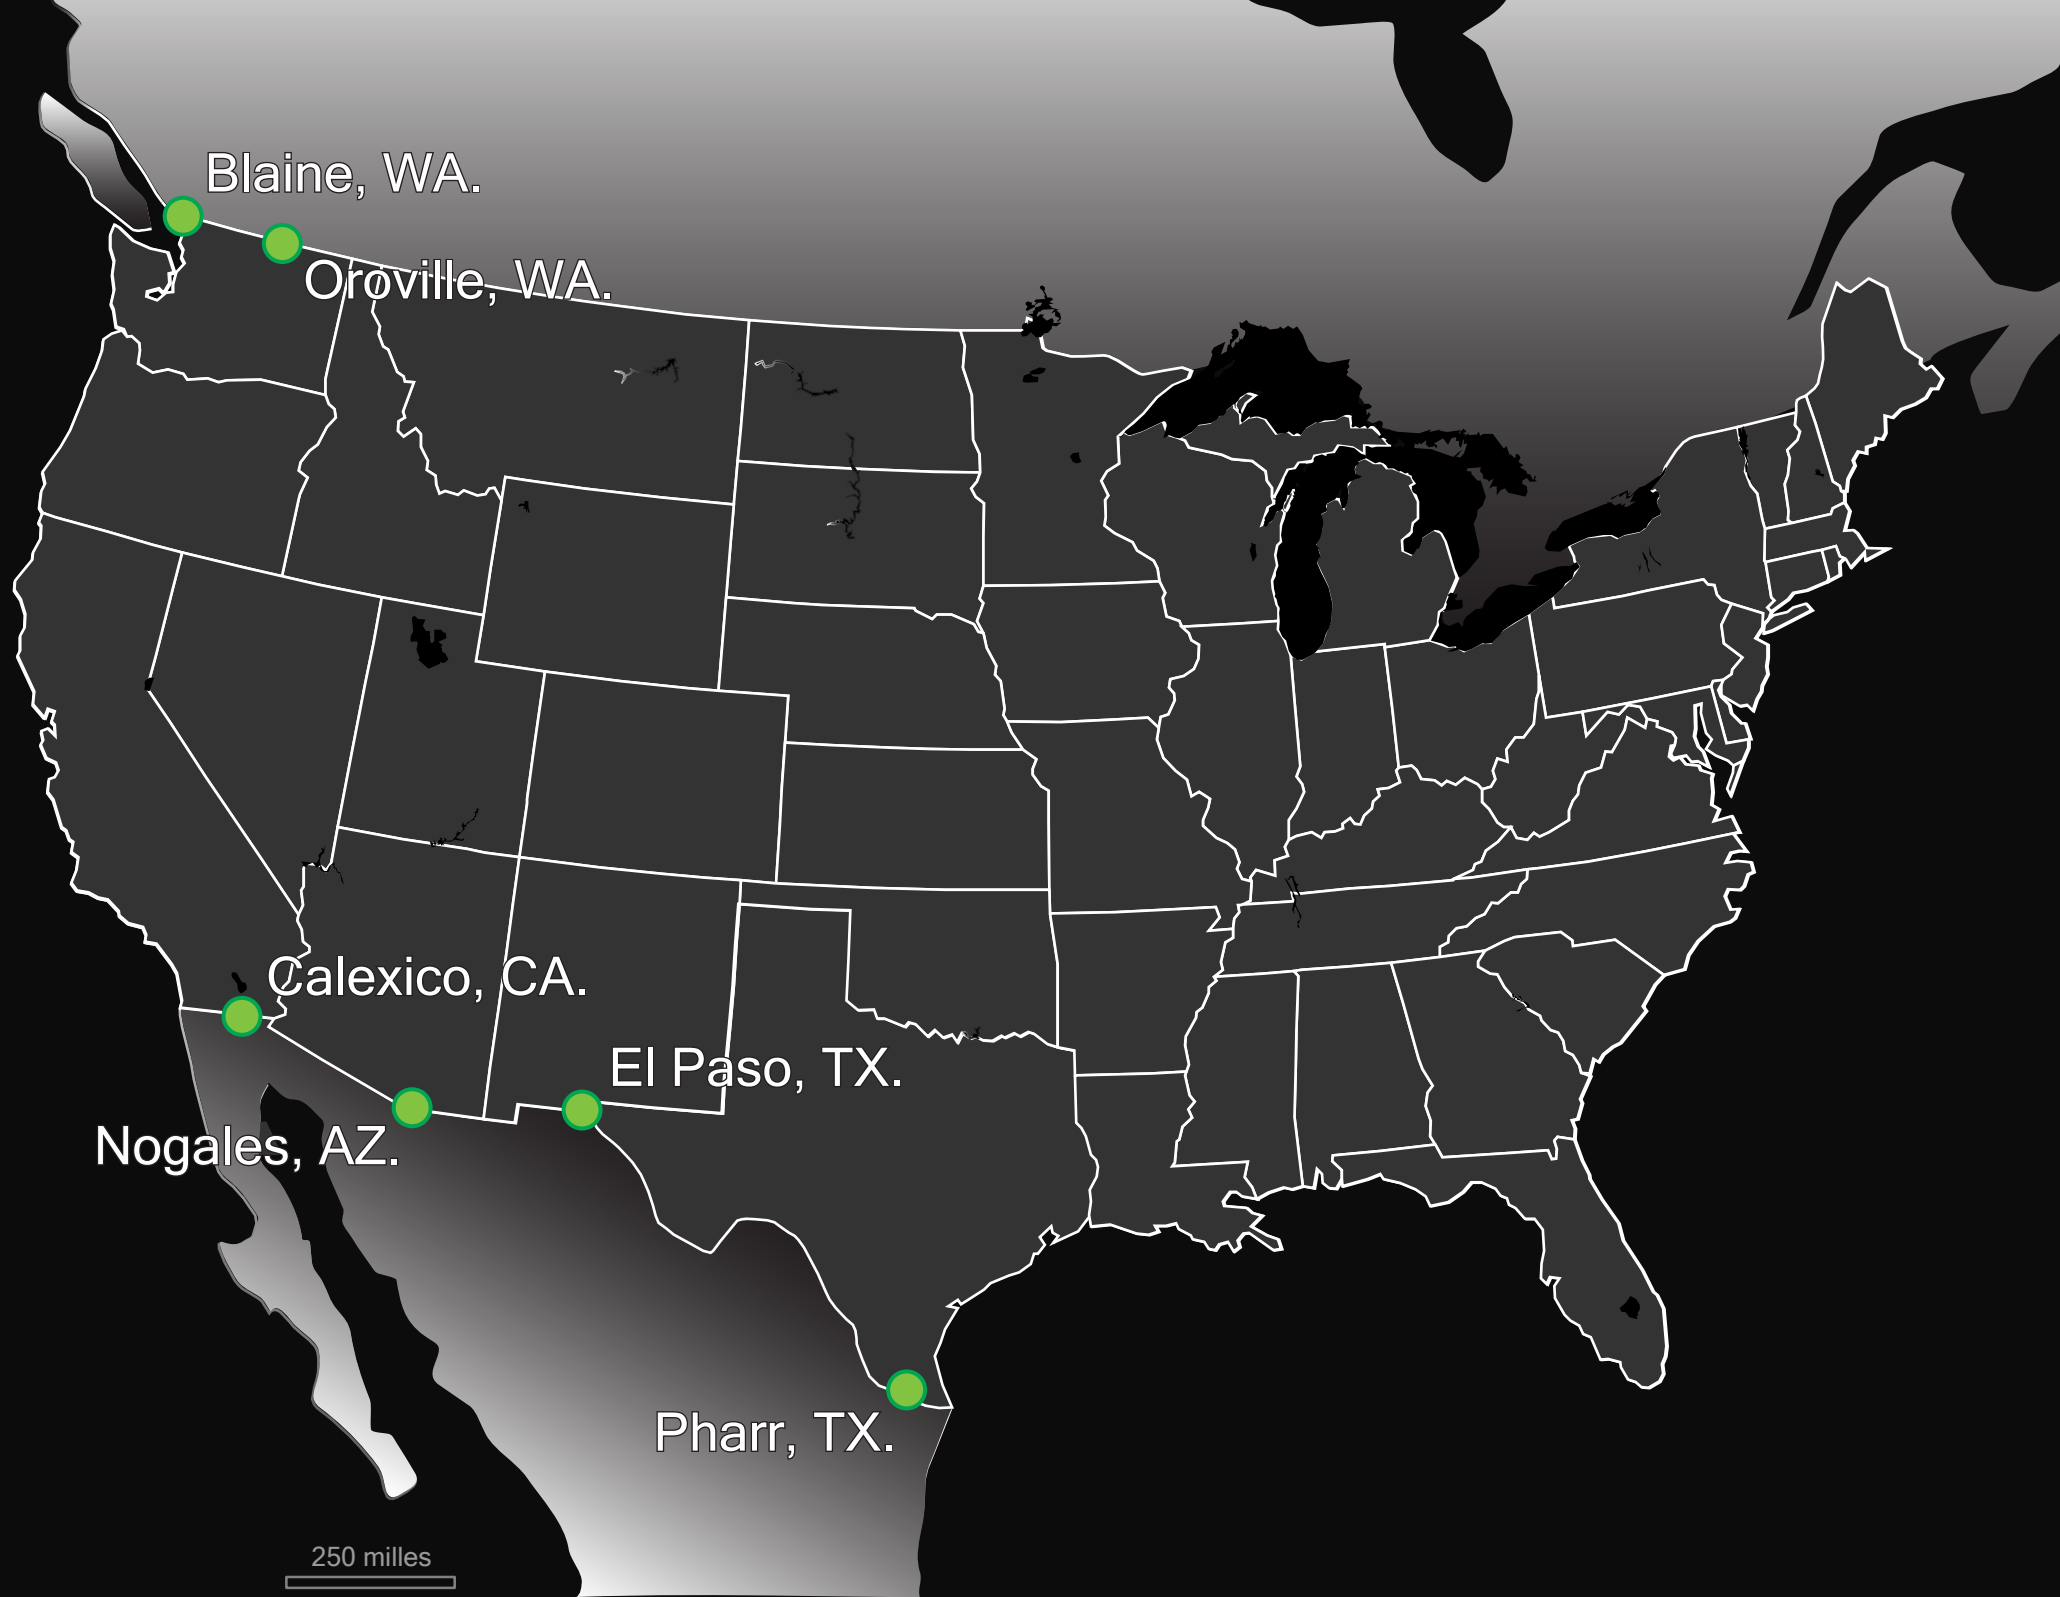 Blaine, WA.
Oroville, WA.
Calexico, CA.
El Paso, TX.
Nogales, AZ.
Pharr, TX.
250 milles